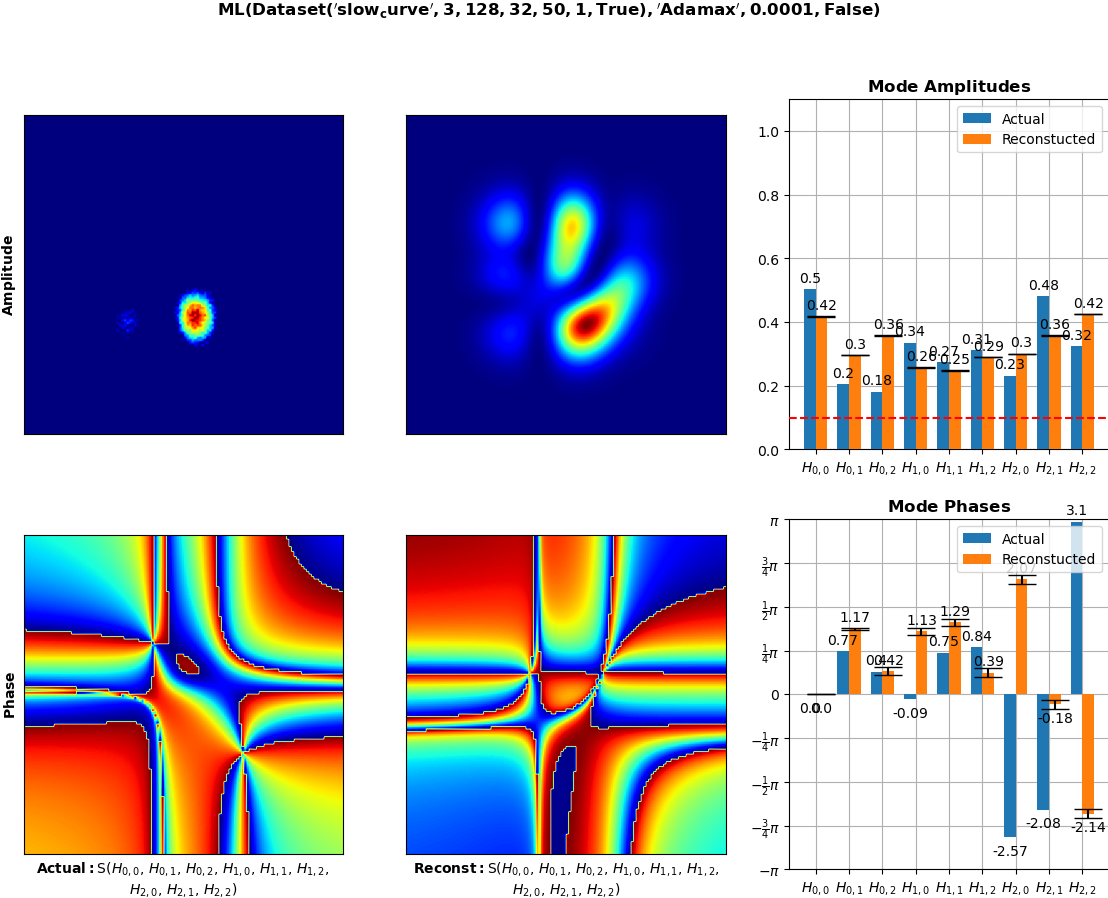 ML(Dataset('slow_curve', 3, 128, 32, 50, 1, True), 'Adamax', 0.0001, False)
Amplitude
Mode Amplitudes
Actual
Reconstucted
1.0
0.8
0.6
0.4
0.2
0.0
0.5 0.42 0.2 0.3 0.18 0.36 0.34 0.26 0.27 0.25 0.31 0.29 0.23 0.3 0.48 0.36 0.32 0.42
H0,0 H0,1 H0,2 H1,0 H1,1 H1,2 H2,0 H2,1 H2,2
Phase
Mode Phases
Actual
Reconstucted
π
3/4π
1/2π
1/4π
0
−1/4π
−1/2π
−3/4π
−π
0.0 0.77 1.17 0.42 -0.09 1.13 0.75 1.29 0.84 0.39 -2.57 -2.08 -0.18 3.1 -2.14
H0,0 H0,1 H0,2 H1,0 H1,1 H1,2 H2,0 H2,1 H2,2
Actual: S(H0,0, H0,1, H0,2, H1,0, H1,1, H1,2,
H2,0, H2,1, H2,2)
Reconst: S(H0,0, H0,1, H0,2, H1,0, H1,1, H1,2,
H2,0, H2,1, H2,2)